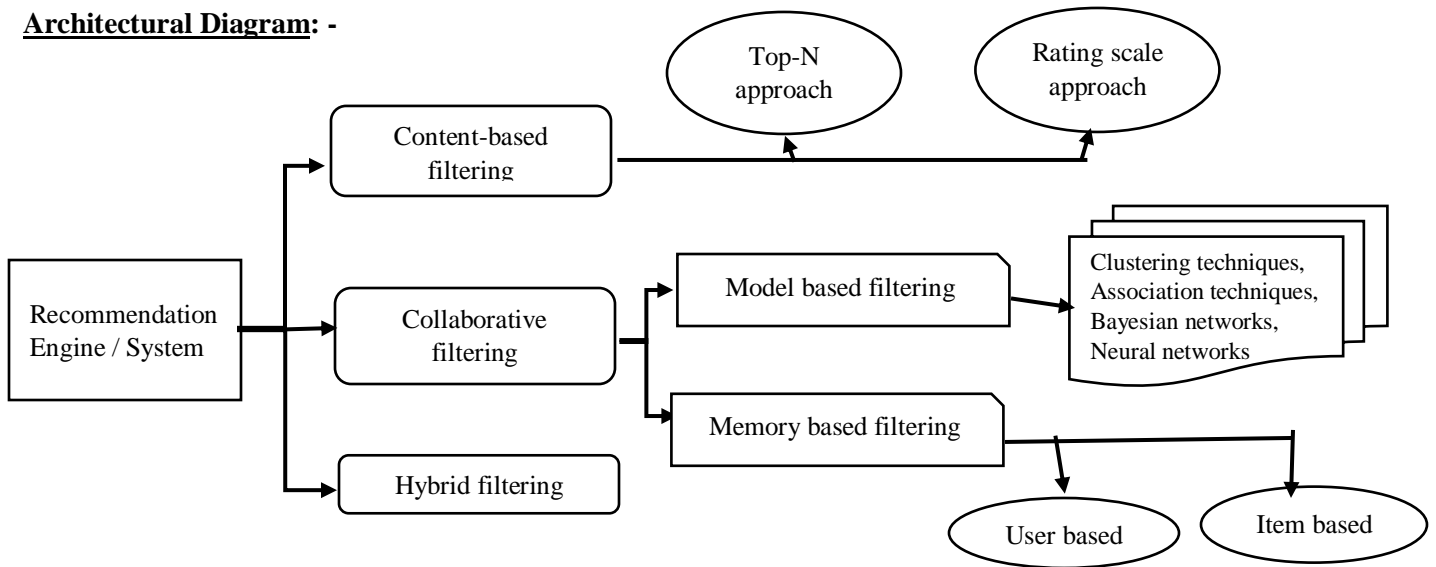 Architectural Diagram: -
Top-N
approach
Rating scale
approach
Content-based
filtering
Recommendation
Engine / System
Collaborative
filtering
Model based filtering
Clustering techniques,
Association techniques,
Bayesian networks,
Neural networks
Memory based filtering
Hybrid filtering
User based
Item based